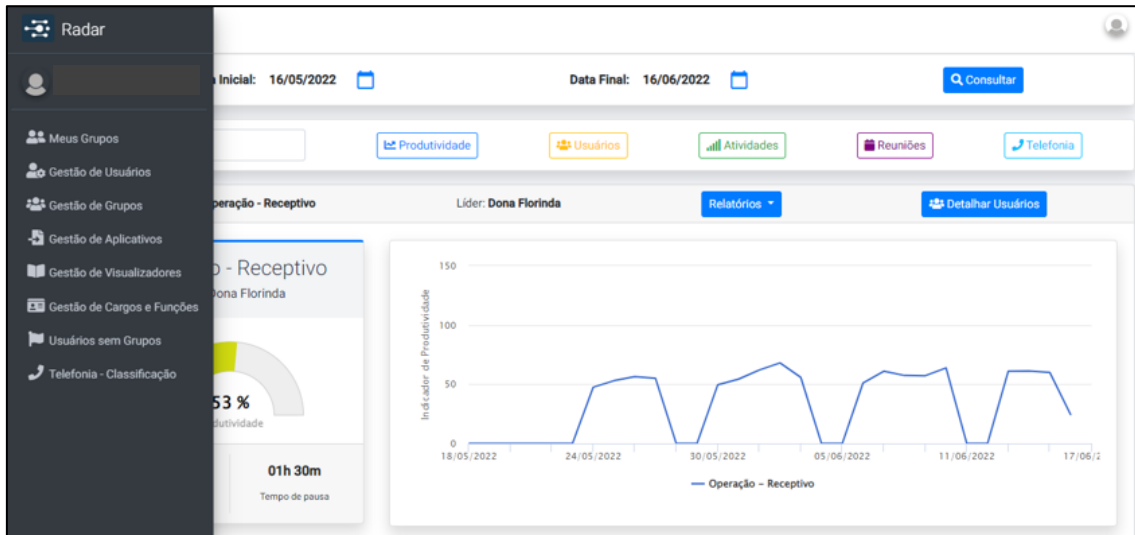 Radar
Inicial: 16/05/2022
Data Final: 16/06/2022
Consultar
Meus Grupos
Gestão de Usuários
Gestão de Grupos
Gestão de Aplicativos
Gestão de Visualizadores
Gestão de Cargos e Funções
Usuários sem Grupos
Telefonia - Classificação
Produtividade
Usuários
Atividades
Reuniões
Telefonia
peração - Receptivo
Líder: Dona Florinda
Relatórios
Detalhar Usuários
o - Receptivo
Dona Florinda
53 %
dutividade
01h 30m
Tempo de pausa
Indicador de Produtividade
150
100
50
0
18/05/2022 24/05/2022 30/05/2022 05/06/2022 11/06/2022 17/06/2
Operação – Receptivo